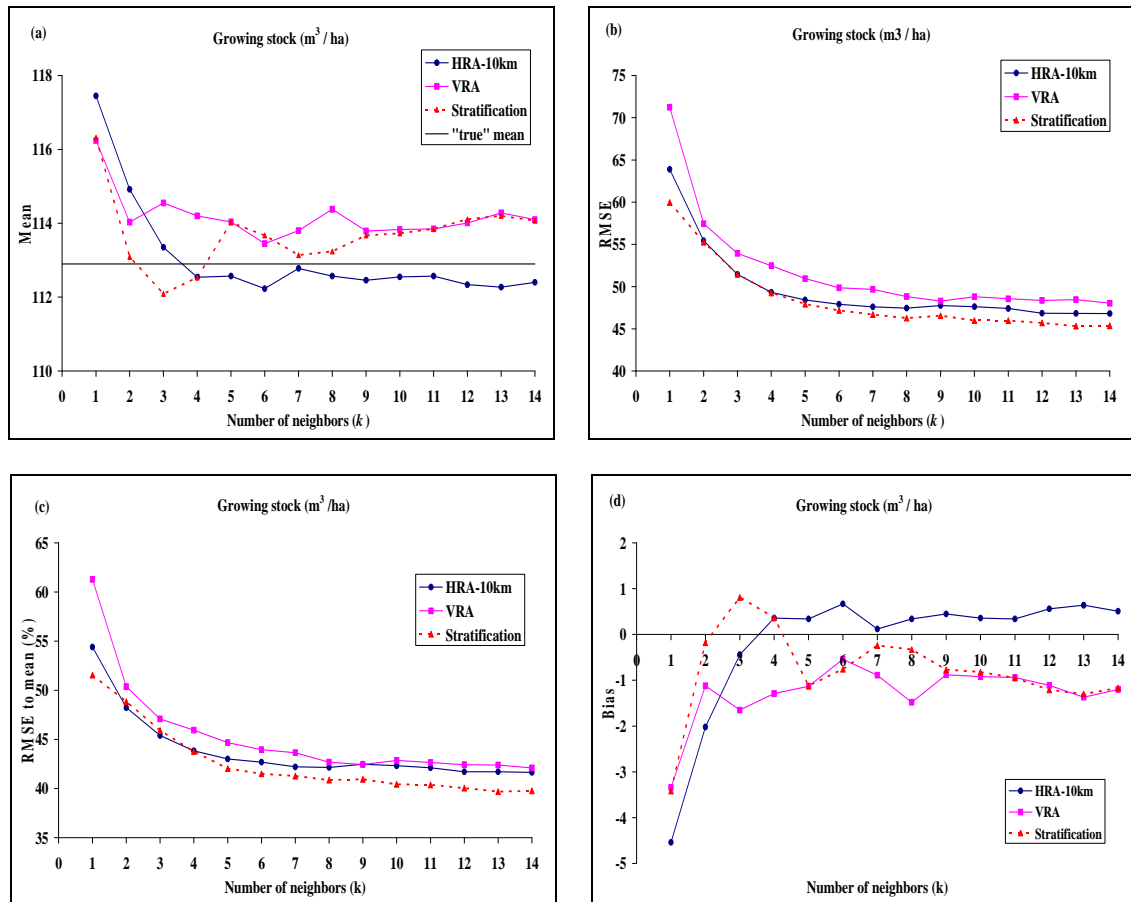 (a)
Growing stock (m³ / ha)
HRA-10km
VRA
Stratification
"true" mean
118
116
114
112
110
Mean
0 1 2 3 4 5 6 7 8 9 10 11 12 13 14
Number of neighbors (k)
(b)
Growing stock (m3 / ha)
HRA-10km
VRA
Stratification
75
70
65
60
55
50
45
40
RMSE
0 1 2 3 4 5 6 7 8 9 10 11 12 13 14
Number of neighbors (k)
(c)
Growing stock (m³ /ha)
HRA-10km
VRA
Stratification
65
60
55
50
45
40
35
RMSE to mean (%)
0 1 2 3 4 5 6 7 8 9 10 11 12 13 14
Number of neighbors (k)
(d)
Growing stock (m³ / ha)
2
1
0
-1
-2
-3
-4
-5
Bias
0 1 2 3 4 5 6 7 8 9 10 11 12 13 14
HRA-10km
VRA
Stratification
Number of neighbors (k)